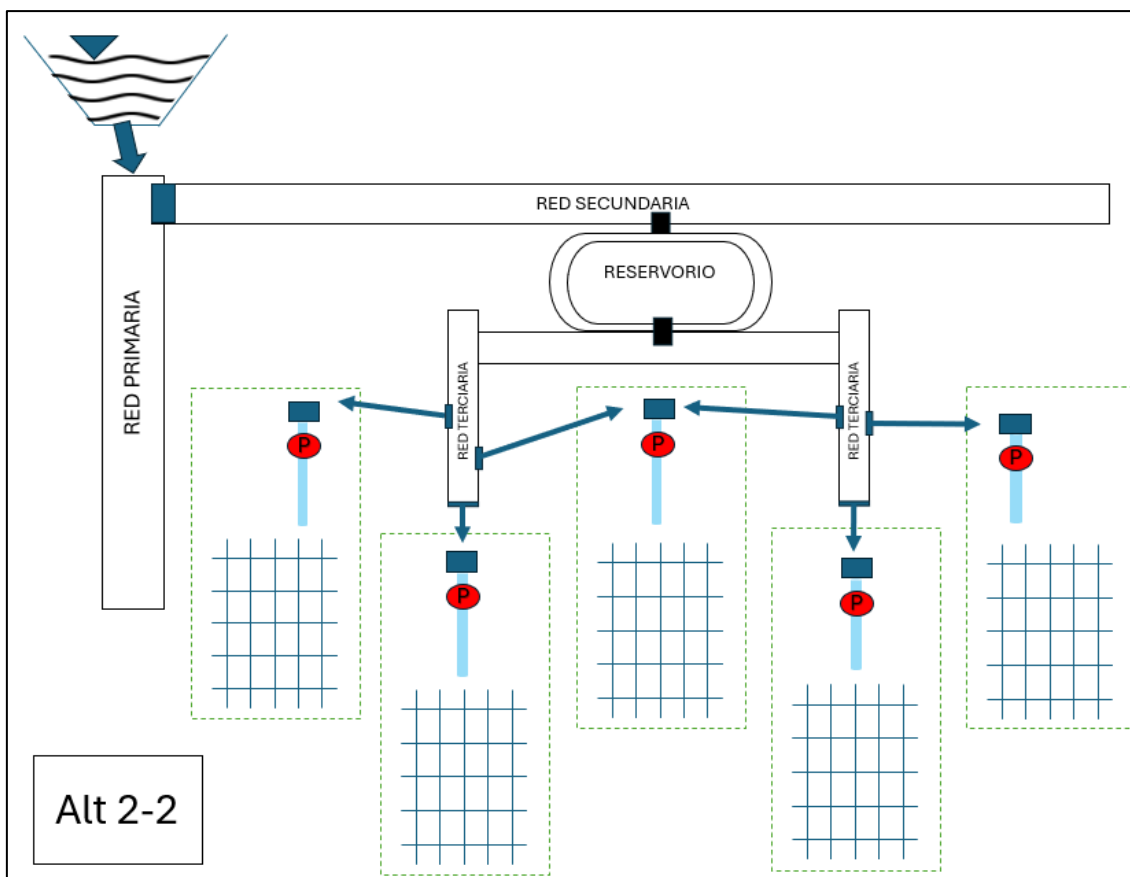 RED SECUNDARIA
RESERVORIO
RED PRIMARIA
RED TERCIARIA
RED TERCIARIA
P
P
P
P
P
Alt 2-2